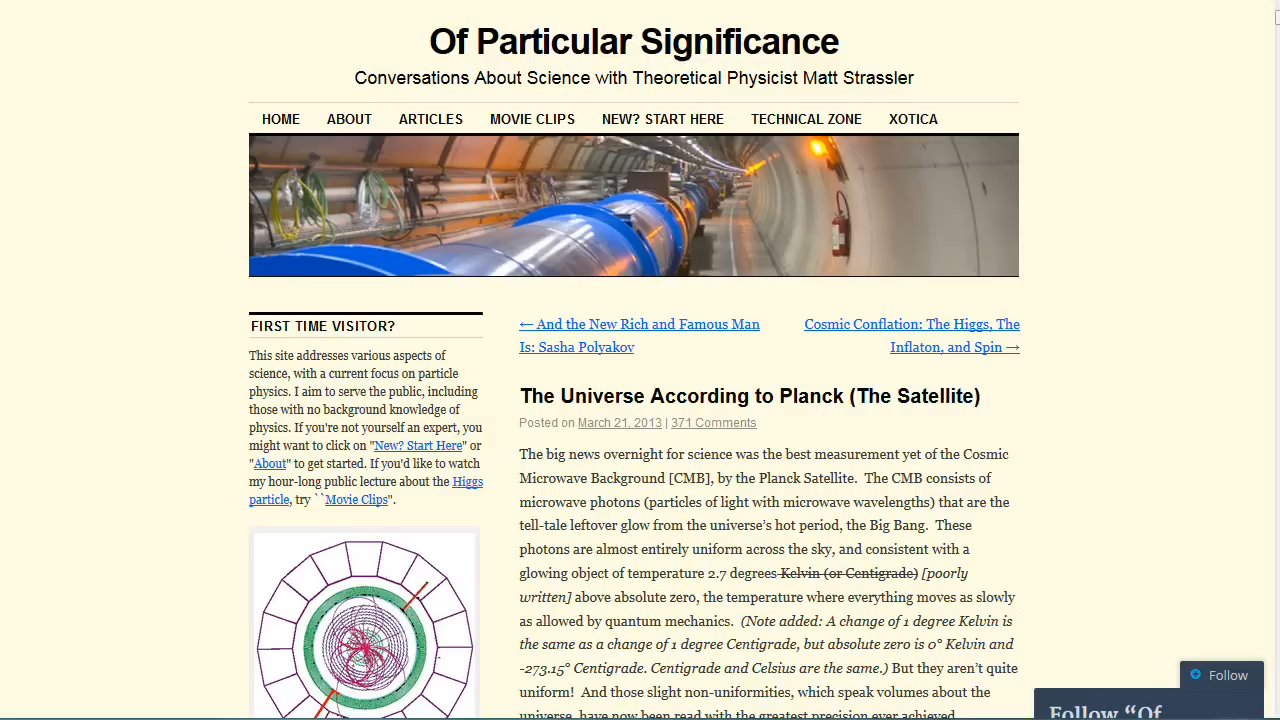 Of Particular Significance
Conversations About Science with Theoretical Physicist Matt Strassler
HOME ABOUT ARTICLES MOVIE CLIPS NEW? START HERE TECHNICAL ZONE XOTICA
FIRST TIME VISITOR?
This site addresses various aspects of
science, with a current focus on particle
physics. I aim to serve the public, including
those with no background knowledge of
physics. If you're not yourself an expert, you
might want to click on "New? Start Here" or
"About" to get started. If you'd like to watch
my hour-long public lecture about the Higgs
particle, try ``Movie Clips".
← And the New Rich and Famous Man
Is: Sasha Polyakov
Cosmic Conflation: The Higgs, The
Inflaton, and Spin →
The Universe According to Planck (The Satellite)
Posted on March 21, 2013 | 371 Comments
The big news overnight for science was the best measurement yet of the Cosmic
Microwave Background [CMB], by the Planck Satellite.  The CMB consists of
microwave photons (particles of light with microwave wavelengths) that are the
tell-tale leftover glow from the universe’s hot period, the Big Bang.  These
photons are almost entirely uniform across the sky, and consistent with a
glowing object of temperature 2.7 degrees Kelvin (or Centigrade) [poorly
written] above absolute zero, the temperature where everything moves as slowly
as allowed by quantum mechanics.  (Note added: A change of 1 degree Kelvin is
the same as a change of 1 degree Centigrade, but absolute zero is 0° Kelvin and
-273.15° Centigrade. Centigrade and Celsius are the same.) But they aren’t quite
uniform!  And those slight non-uniformities, which speak volumes about the
universe, have now been read with the greatest precision ever achieved.
Follow
Follow “Of